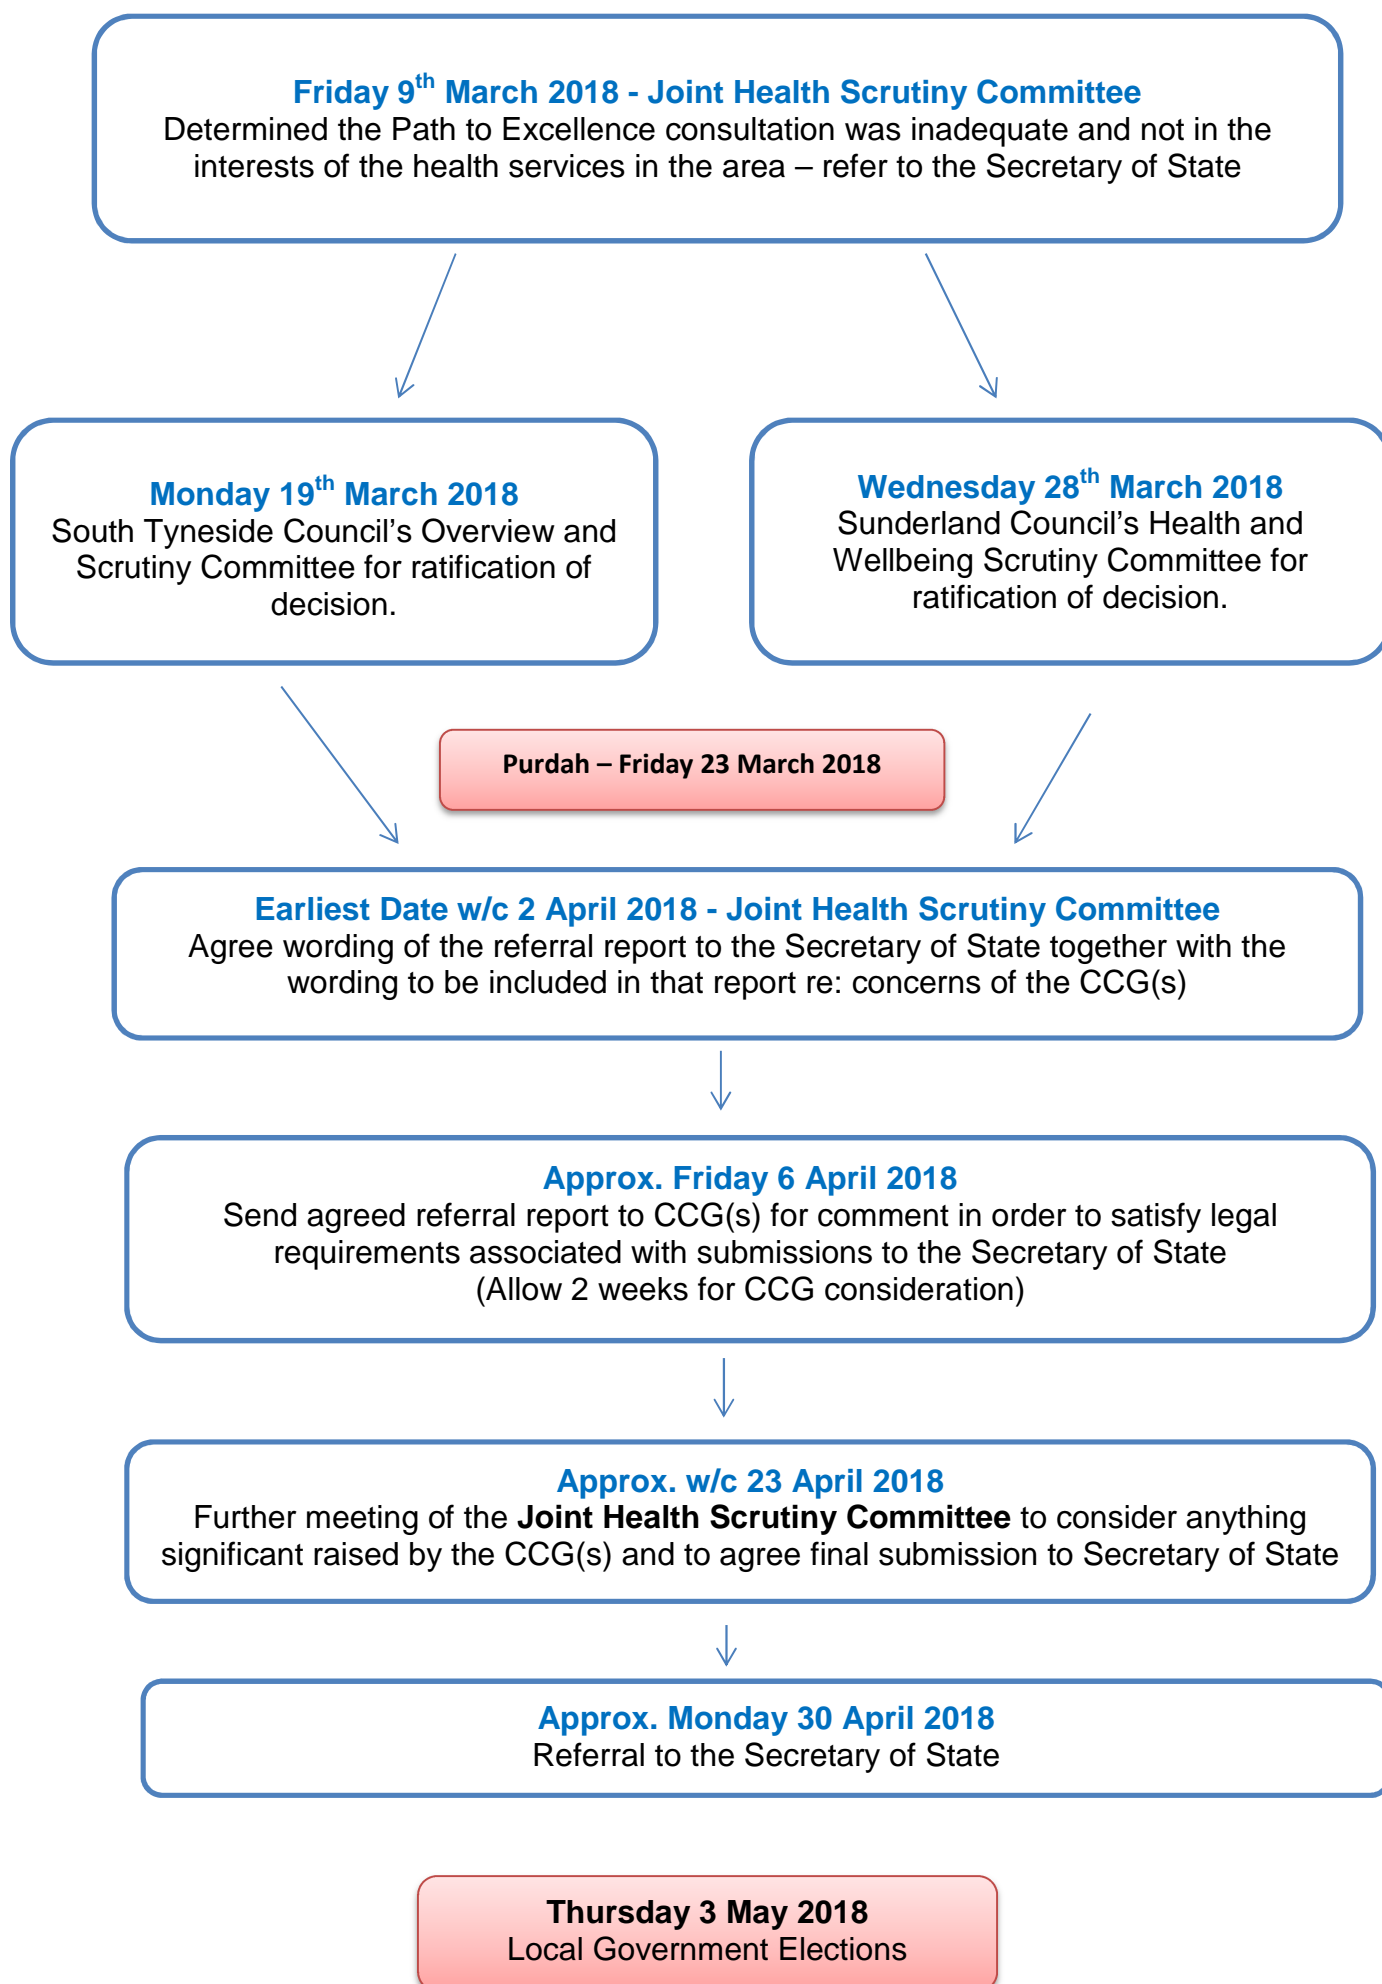 Friday 9th March 2018 - Joint Health Scrutiny Committee
Determined the Path to Excellence consultation was inadequate and not in the
interests of the health services in the area – refer to the Secretary of State
Monday 19th March 2018
South Tyneside Council's Overview and
Scrutiny Committee for ratification of
decision.
Wednesday 28th March 2018
Sunderland Council's Health and
Wellbeing Scrutiny Committee for
ratification of decision.
Purdah – Friday 23 March 2018
Earliest Date w/c 2 April 2018 - Joint Health Scrutiny Committee
Agree wording of the referral report to the Secretary of State together with the
wording to be included in that report re: concerns of the CCG(s)
Approx. Friday 6 April 2018
Send agreed referral report to CCG(s) for comment in order to satisfy legal
requirements associated with submissions to the Secretary of State
(Allow 2 weeks for CCG consideration)
Approx. w/c 23 April 2018
Further meeting of the Joint Health Scrutiny Committee to consider anything
significant raised by the CCG(s) and to agree final submission to Secretary of State
Approx. Monday 30 April 2018
Referral to the Secretary of State
Thursday 3 May 2018
Local Government Elections